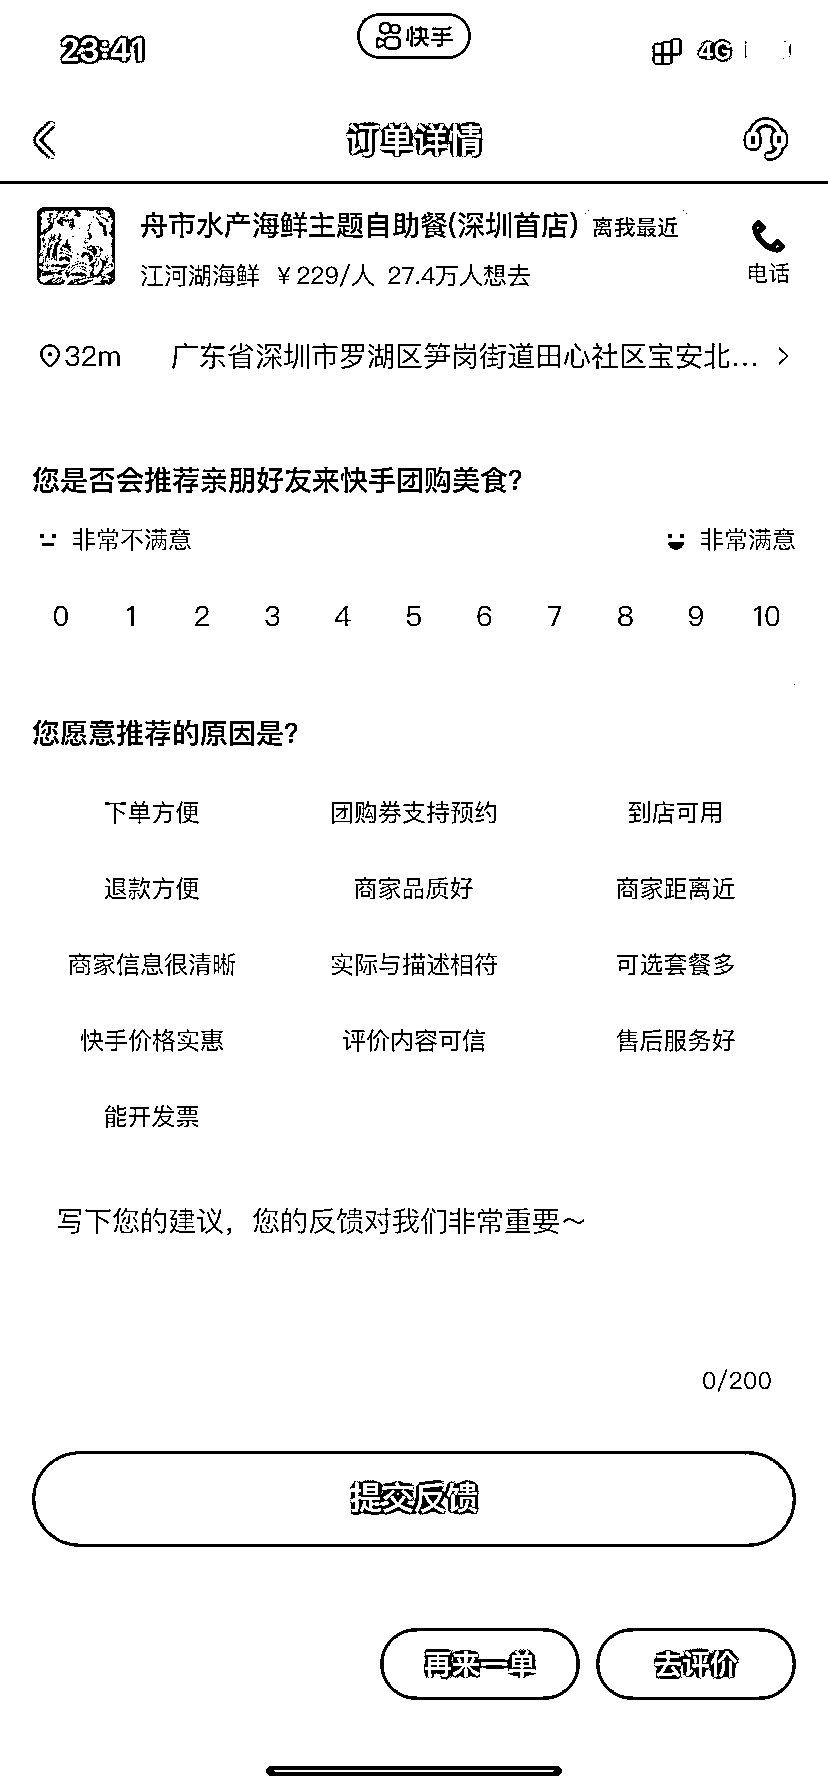 23:41
快手
4G
订单详情
舟市水产海鲜主题自助餐(深圳首店) 离我最近
江河湖海鲜 ¥229/人 27.4万人想去
电话
32m 广东省深圳市罗湖区笋岗街道田心社区宝安北...
您是否会推荐亲朋好友来快手团购美食?
非常不满意 非常满意
0 1 2 3 4 5 6 7 8 9 10
您愿意推荐的原因是?
下单方便 团购券支持预约 到店可用
退款方便 商家品质好 商家距离近
商家信息很清晰 实际与描述相符 可选套餐多
快手价格实惠 评价内容可信 售后服务好
能开发票
写下您的建议，您的反馈对我们非常重要～
0/200
提交反馈
再来一单 去评价